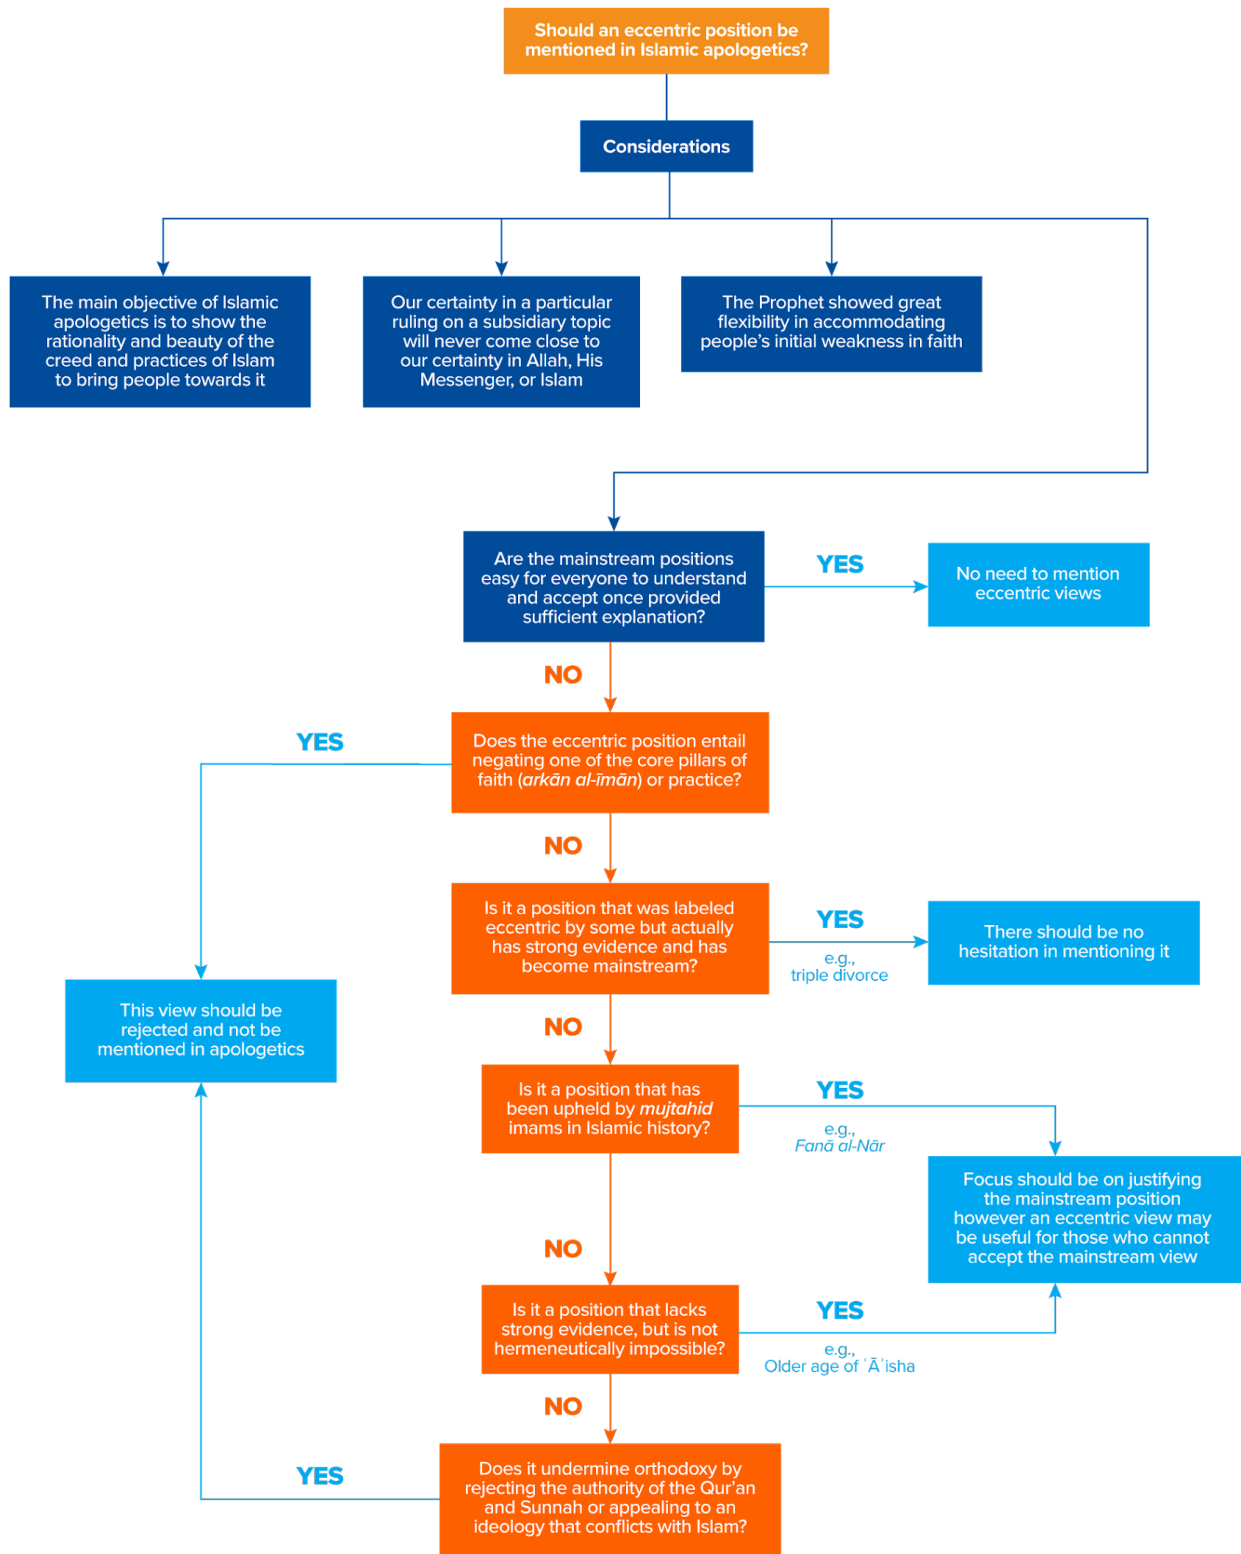 Should an eccentric position be
mentioned in Islamic apologetics?
Considerations
The main objective of Islamic
apologetics is to show the
rationality and beauty of the
creed and practices of Islam
to bring people towards it
Our certainty in a particular
ruling on a subsidiary topic
will never come close to
our certainty in Allah, His
Messenger, or Islam
The Prophet showed great
flexibility in accommodating
people’s initial weakness in faith
Are the mainstream positions
easy for everyone to understand
and accept once provided
sufficient explanation?
YES
No need to mention
eccentric views
NO
Does the eccentric position entail
negating one of the core pillars of
faith (arkān al-īmān) or practice?
YES
NO
Is it a position that was labeled
eccentric by some but actually
has strong evidence and has
become mainstream?
YES
e.g.,
triple divorce
There should be no
hesitation in mentioning it
This view should be
rejected and not be
mentioned in apologetics
NO
Is it a position that has
been upheld by mujtahid
imams in Islamic history?
YES
e.g.,
Fanā al-Nār
Focus should be on justifying
the mainstream position
however an eccentric view may
be useful for those who cannot
accept the mainstream view
NO
Is it a position that lacks
strong evidence, but is not
hermeneutically impossible?
YES
e.g.,
Older age of ʿĀʾisha
NO
Does it undermine orthodoxy by
rejecting the authority of the Qur’an
and Sunnah or appealing to an
ideology that conflicts with Islam?
YES